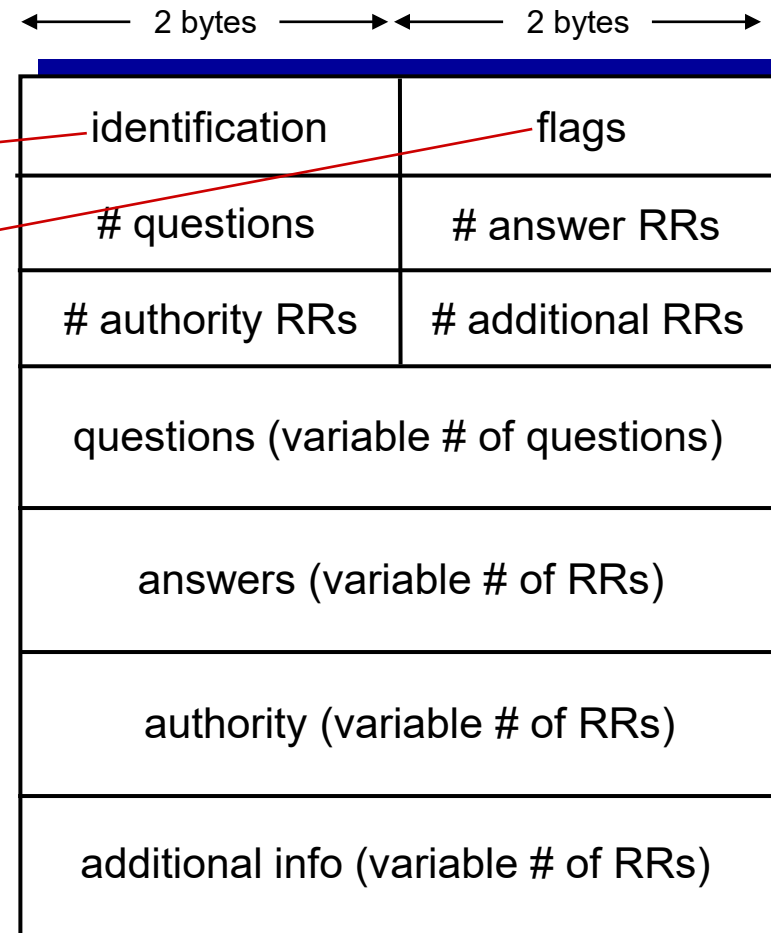 2 bytes 2 bytes
identification flags
# questions # answer RRs
# authority RRs # additional RRs
questions (variable # of questions)
answers (variable # of RRs)
authority (variable # of RRs)
additional info (variable # of RRs)